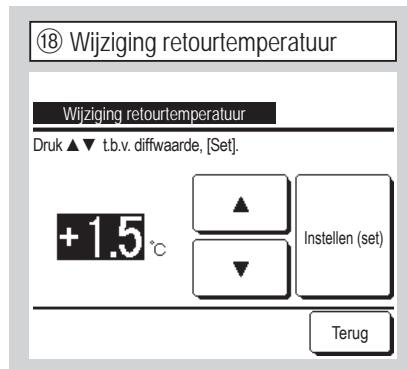 ⑱ Wijziging retourtemperatuur
Wijziging retourtemperatuur
Druk ▲▼ t.b.v. diffwaarde, [Set].
▲
+1.5 °C
Instellen (set)
▼
Terug